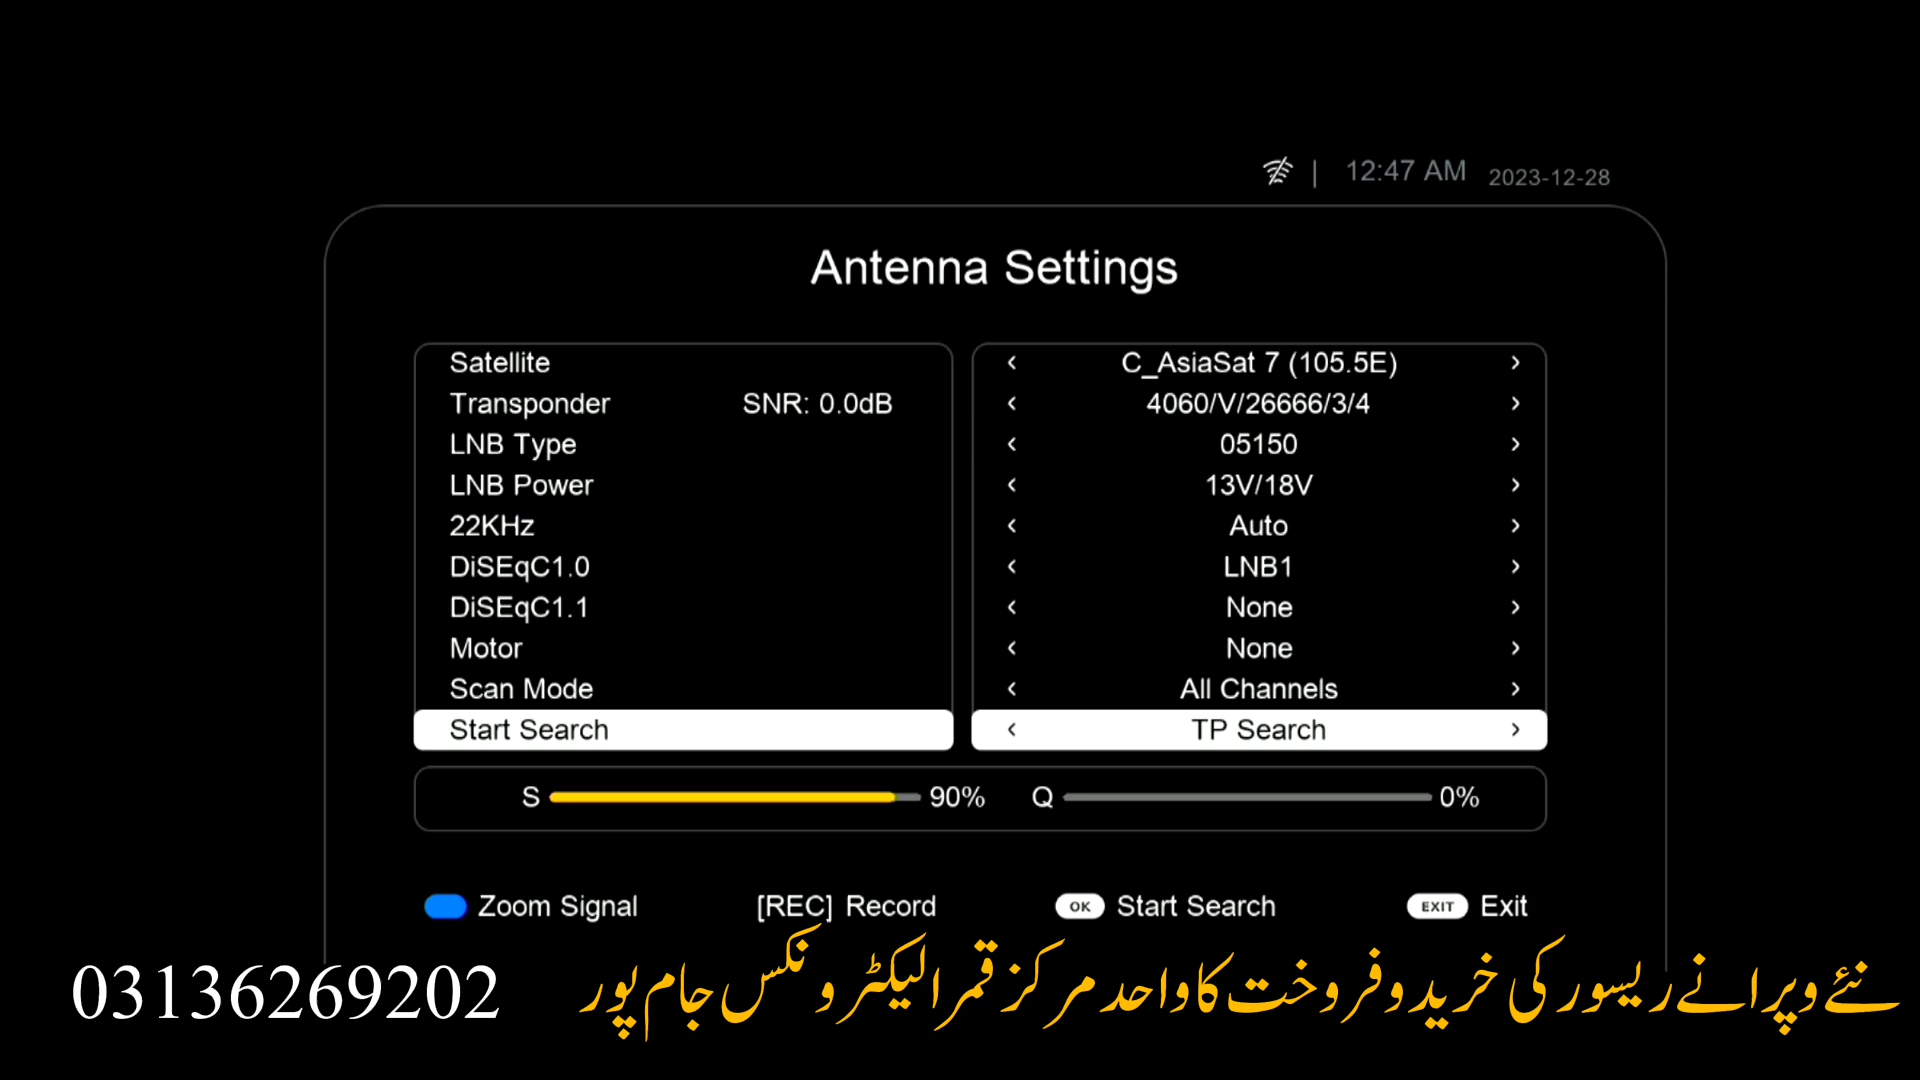 12:47 AM 2023-12-28
Antenna Settings
Satellite ‹ C_AsiaSat 7 (105.5E) ›
Transponder SNR: 0.0dB ‹ 4060/V/26666/3/4 ›
LNB Type ‹ 05150 ›
LNB Power ‹ 13V/18V ›
22KHz ‹ Auto ›
DiSEqC1.0 ‹ LNB1 ›
DiSEqC1.1 ‹ None ›
Motor ‹ None ›
Scan Mode ‹ All Channels ›
Start Search ‹ TP Search ›
S 90% Q 0%
Zoom Signal [REC] Record OK Start Search EXIT Exit
نئے و پرانے ریسور کی خرید و فروخت کا واحد مرکز قمر الیکٹرونکس جام پور 03136269202